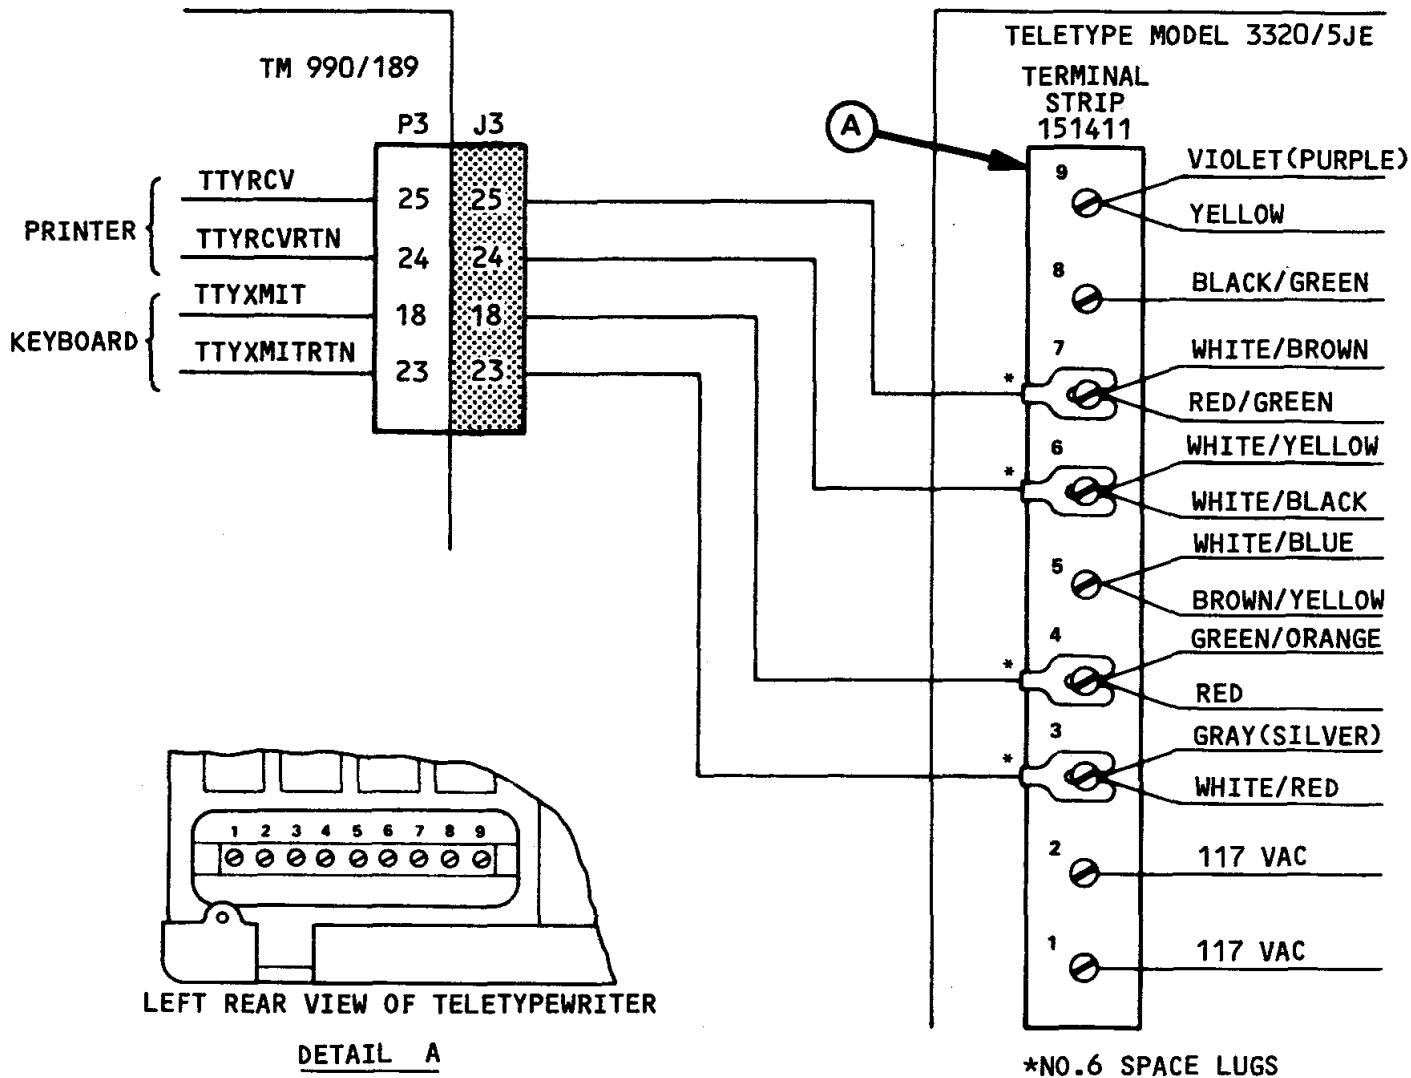 TM 990/189
P3 J3
PRINTER
TTYRCV 25 25
TTYRCVRTN 24 24
KEYBOARD
TTYXMIT 18 18
TTYXMITRTN 23 23
TELETYPE MODEL 3320/5JE
TERMINAL
STRIP
151411
A
9 VIOLET(PURPLE)
YELLOW
8 BLACK/GREEN
* 7 WHITE/BROWN
RED/GREEN
* 6 WHITE/YELLOW
WHITE/BLACK
5 WHITE/BLUE
BROWN/YELLOW
* 4 GREEN/ORANGE
RED
* 3 GRAY(SILVER)
WHITE/RED
2 117 VAC
1 117 VAC
*NO.6 SPACE LUGS
1 2 3 4 5 6 7 8 9
LEFT REAR VIEW OF TELETYPEWRITER
DETAIL A